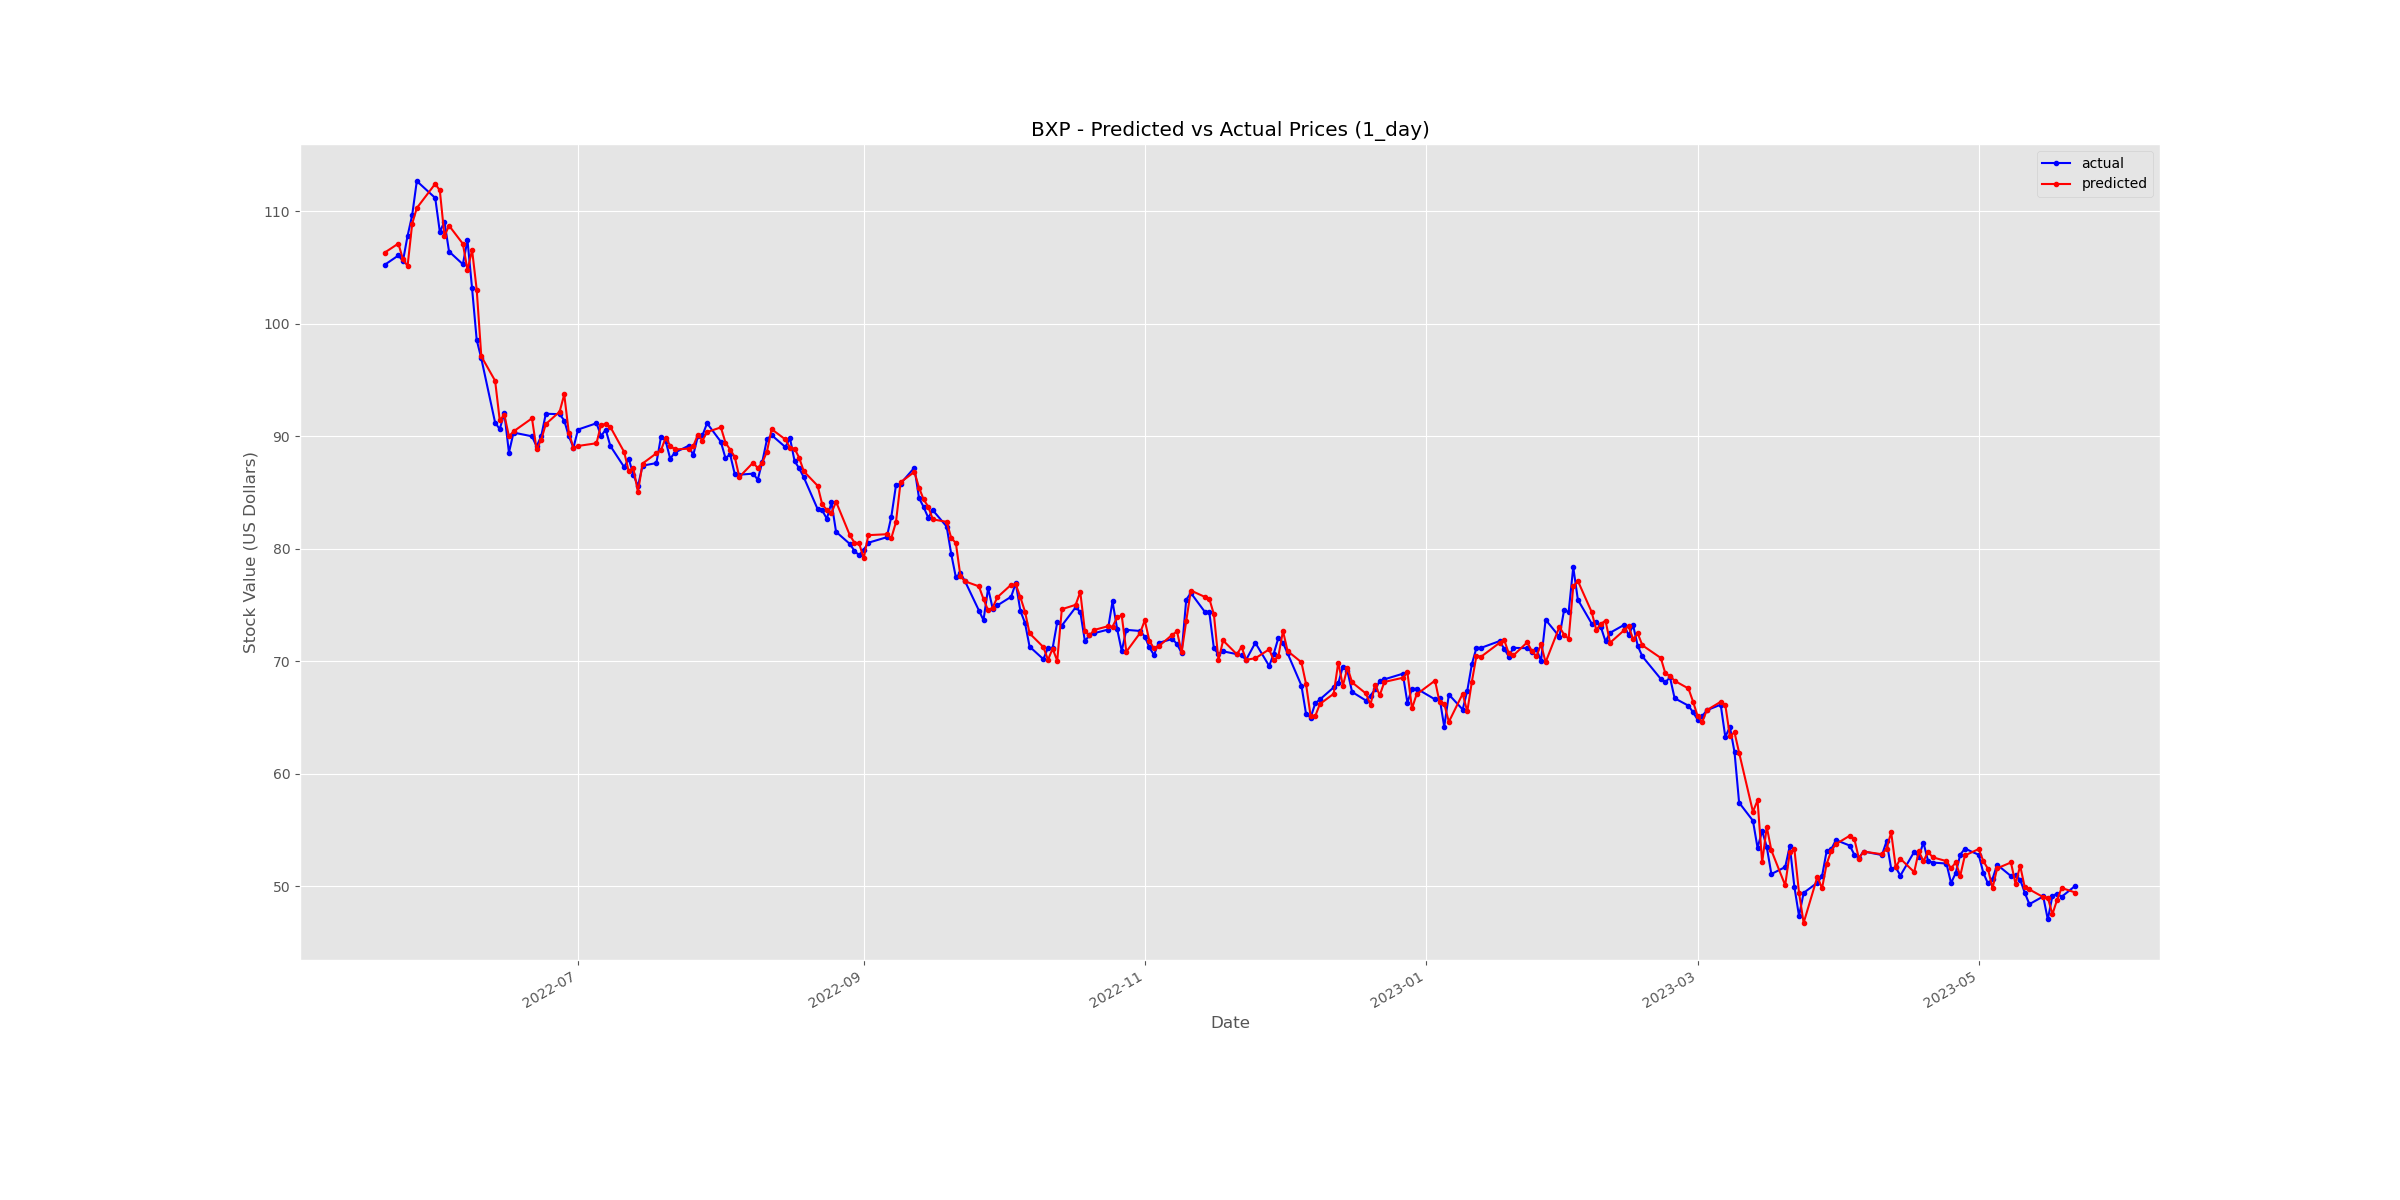 BXP - Predicted vs Actual Prices (1_day)
actual
predicted
110
100
90
80
70
60
50
Stock Value (US Dollars)
2022-07
2022-09
2022-11
2023-01
2023-03
2023-05
Date